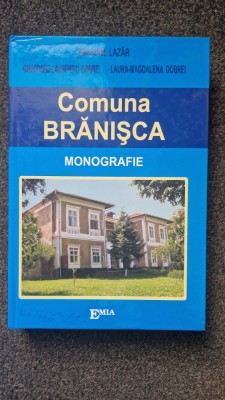 LAZĂR
LAURA-MAGDALENA DOBREI
Comuna
BRĂNIȘCA
MONOGRAFIE
EMIA